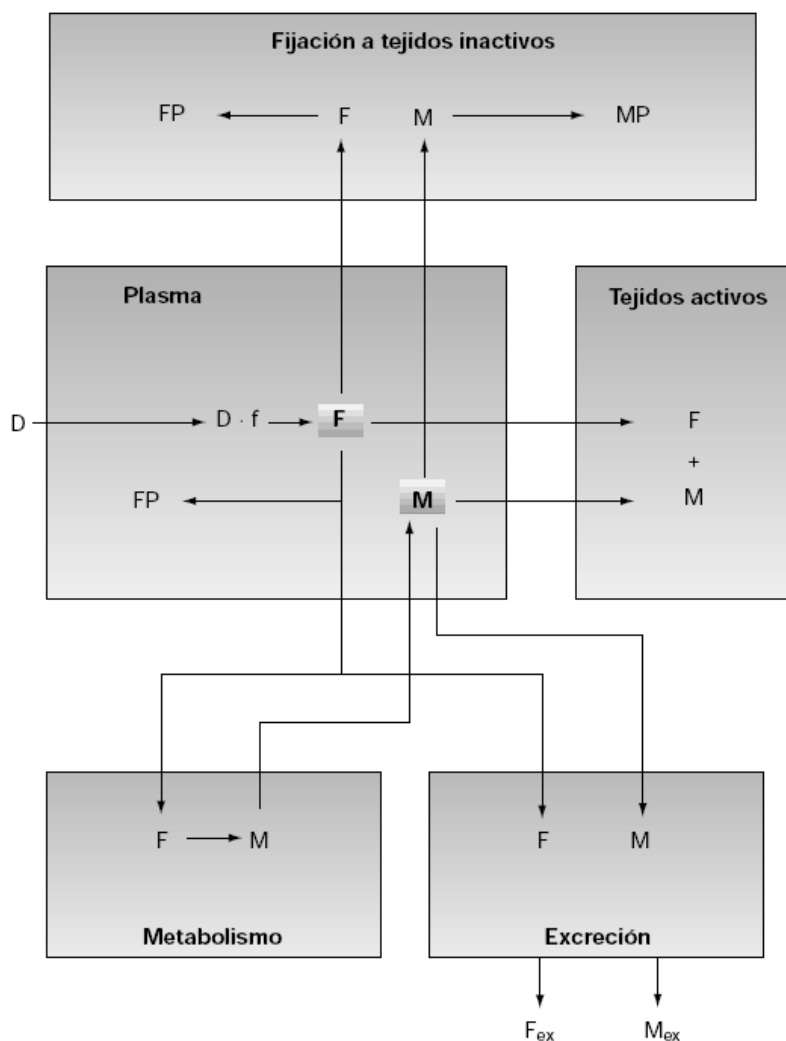 Fijación a tejidos inactivos
FP F M MP
Plasma
Tejidos activos
D D · f F F
+
FP M M
F M
Metabolismo
F M
Excreción
Fex Mex